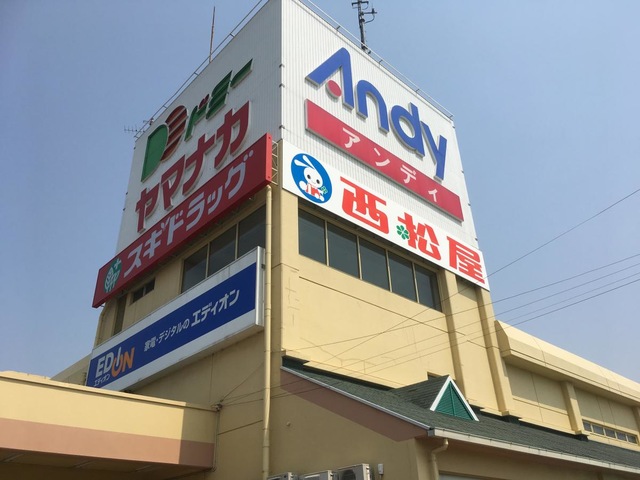 ドミー
ヤマナカ
スギドラッグ
EDION
エディオン
家電・デジタルの エディオン
Andy
アンディ
西松屋